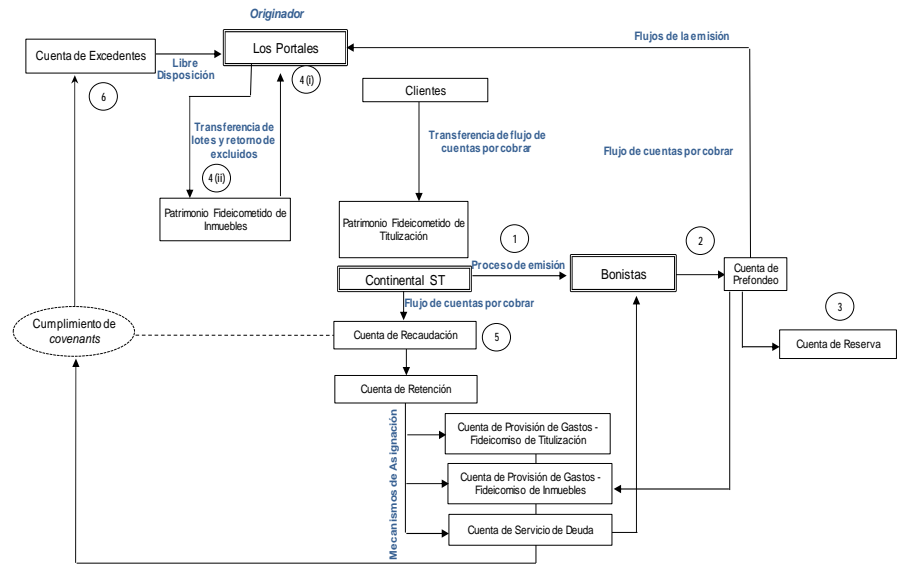 Originador
Cuenta de Excedentes
Libre
Disposición
Los Portales
Flujos de la emisión
6
4 (i)
Clientes
Transferencia de
lotes y retorno de
excluidos
Transferencia de flujo de
cuentas por cobrar
Flujo de cuentas por cobrar
4 (ii)
Patrimonio Fideicometido de
Inmuebles
Patrimonio Fideicometido de
Titulización
1
2
Continental ST
Proceso de emisión
Bonistas
Cuenta de
Prefondeo
Flujo de cuentas por cobrar
3
Cumplimiento de
covenants
Cuenta de Recaudación
5
Cuenta de Reserva
Cuenta de Retención
Mecanismos de Asignación
Cuenta de Provisión de Gastos -
Fideicomiso de Titulización
Cuenta de Provisión de Gastos -
Fideicomiso de Inmuebles
Cuenta de Servicio de Deuda